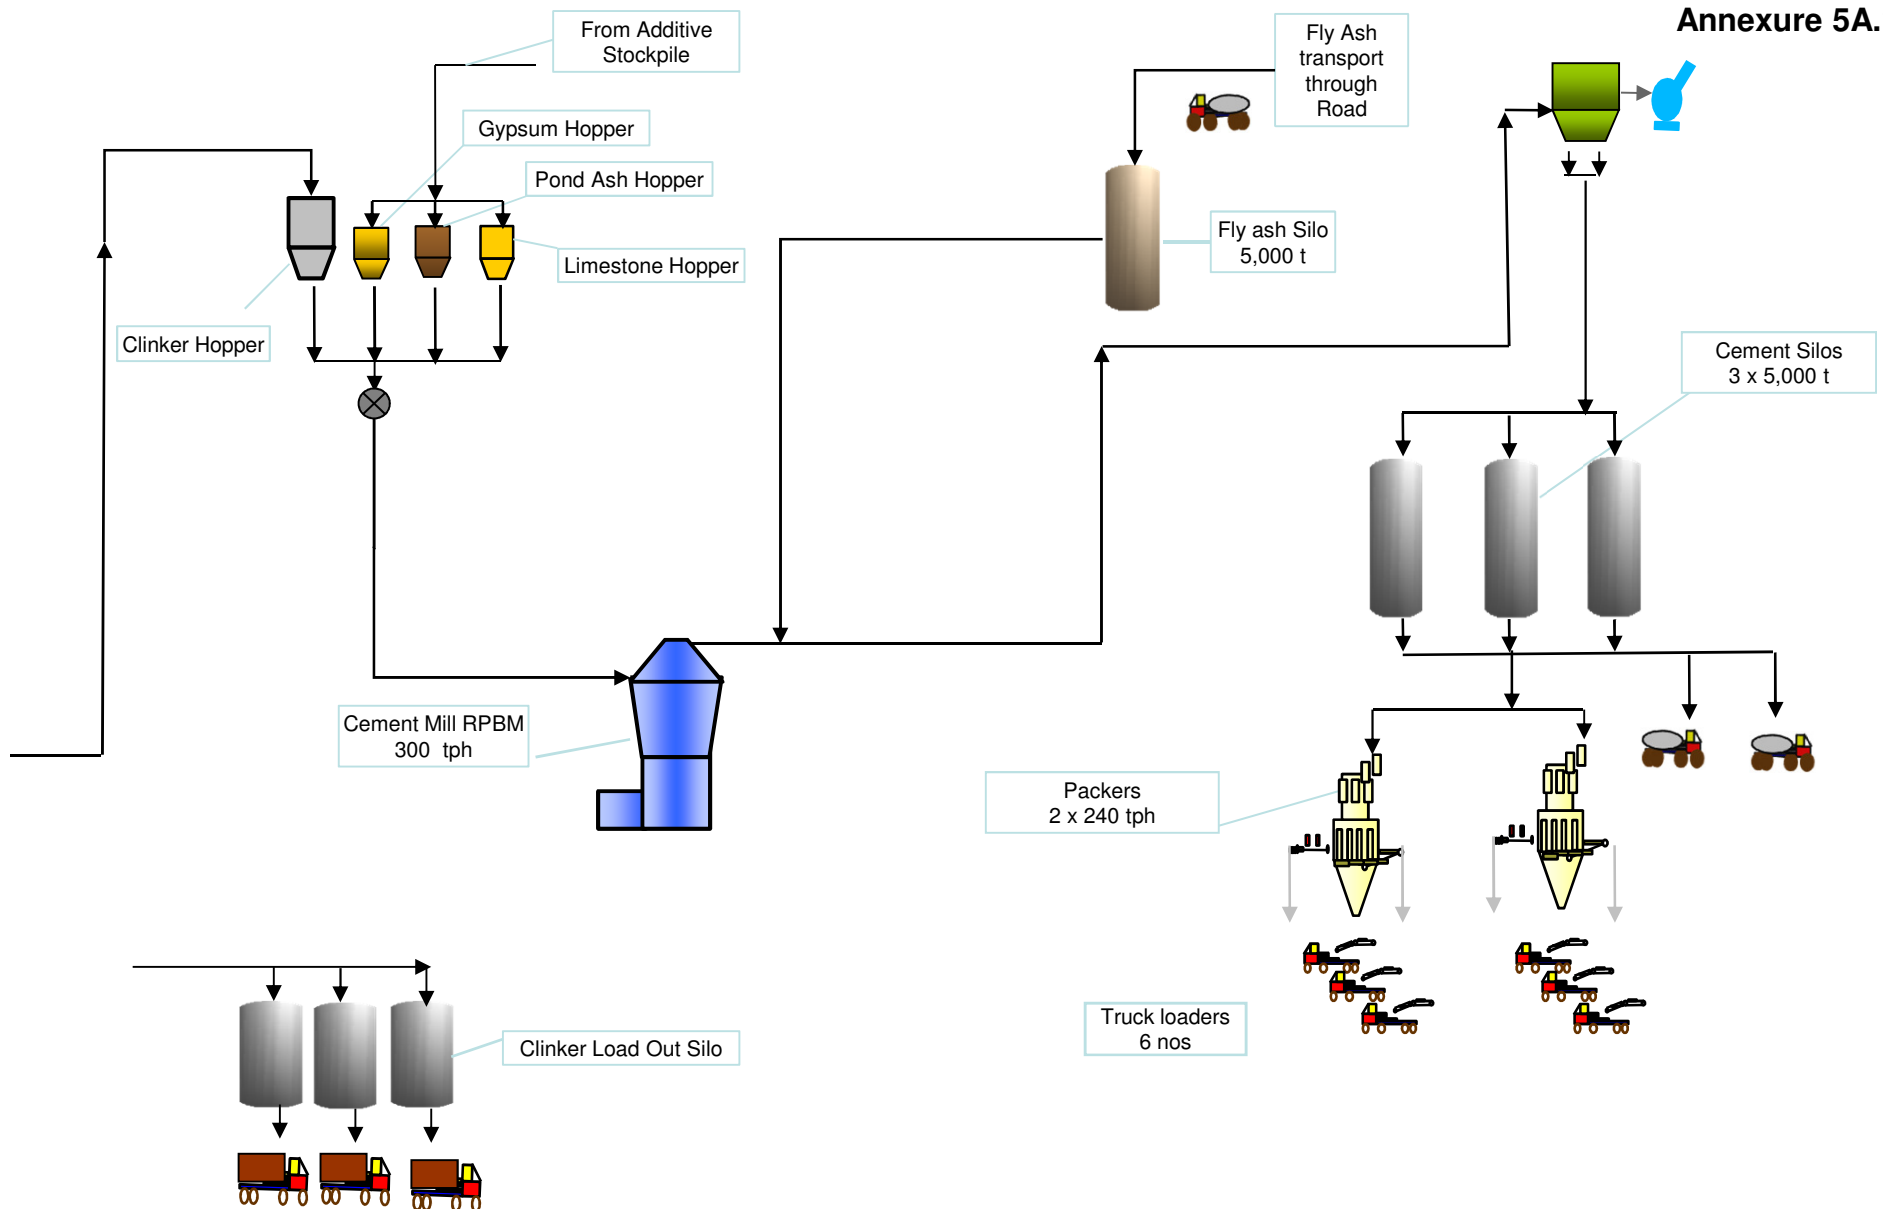 Annexure 5A.
From Additive
Stockpile
Fly Ash
transport
through
Road
Gypsum Hopper
Pond Ash Hopper
Fly ash Silo
5,000 t
Limestone Hopper
Clinker Hopper
Cement Silos
3 x 5,000 t
Cement Mill RPBM
300 tph
Packers
2 x 240 tph
Truck loaders
6 nos
Clinker Load Out Silo